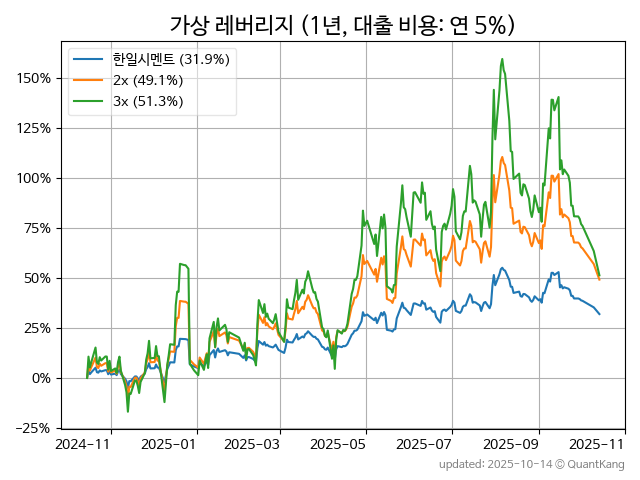 가상 레버리지 (1년, 대출 비용: 연 5%)
한일시멘트 (31.9%)
2x (49.1%)
3x (51.3%)
150%
125%
100%
75%
50%
25%
0%
−25%
2024-11 2025-01 2025-03 2025-05 2025-07 2025-09 2025-11
updated: 2025-10-14 © QuantKang